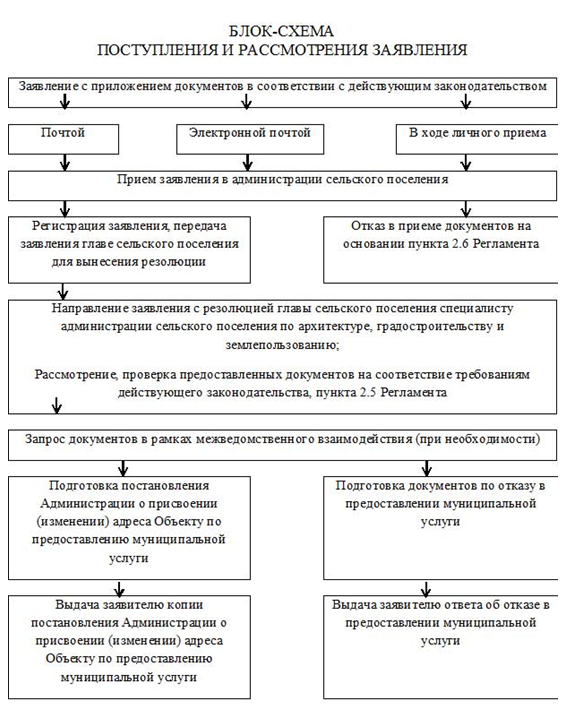 БЛОК-СХЕМА
ПОСТУПЛЕНИЯ И РАССМОТРЕНИЯ ЗАЯВЛЕНИЯ
Заявление с приложением документов в соответствии с действующим законодательством
Почтой
Электронной почтой
В ходе личного приема
Прием заявления в администрации сельского поселения
Регистрация заявления, передача
заявления главе сельского поселения
для вынесения резолюции
Отказ в приеме документов на
основании пункта 2.6 Регламента
Направление заявления с резолюцией главы сельского поселения специалисту
администрации сельского поселения по архитектуре, градостроительству и
землепользованию;
Рассмотрение, проверка предоставленных документов на соответствие требованиям
действующего законодательства, пункта 2.5 Регламента
Запрос документов в рамках межведомственного взаимодействия (при необходимости)
Подготовка постановления
Администрации о присвоении
(изменении) адреса Объекту по
предоставлению муниципальной
услуги
Подготовка документов по отказу в
предоставлении муниципальной
услуги
Выдача заявителю копии
постановления Администрации о
присвоении (изменении) адреса
Объекту по предоставлению
муниципальной услуги
Выдача заявителю ответа об отказе в
предоставлении муниципальной
услуги